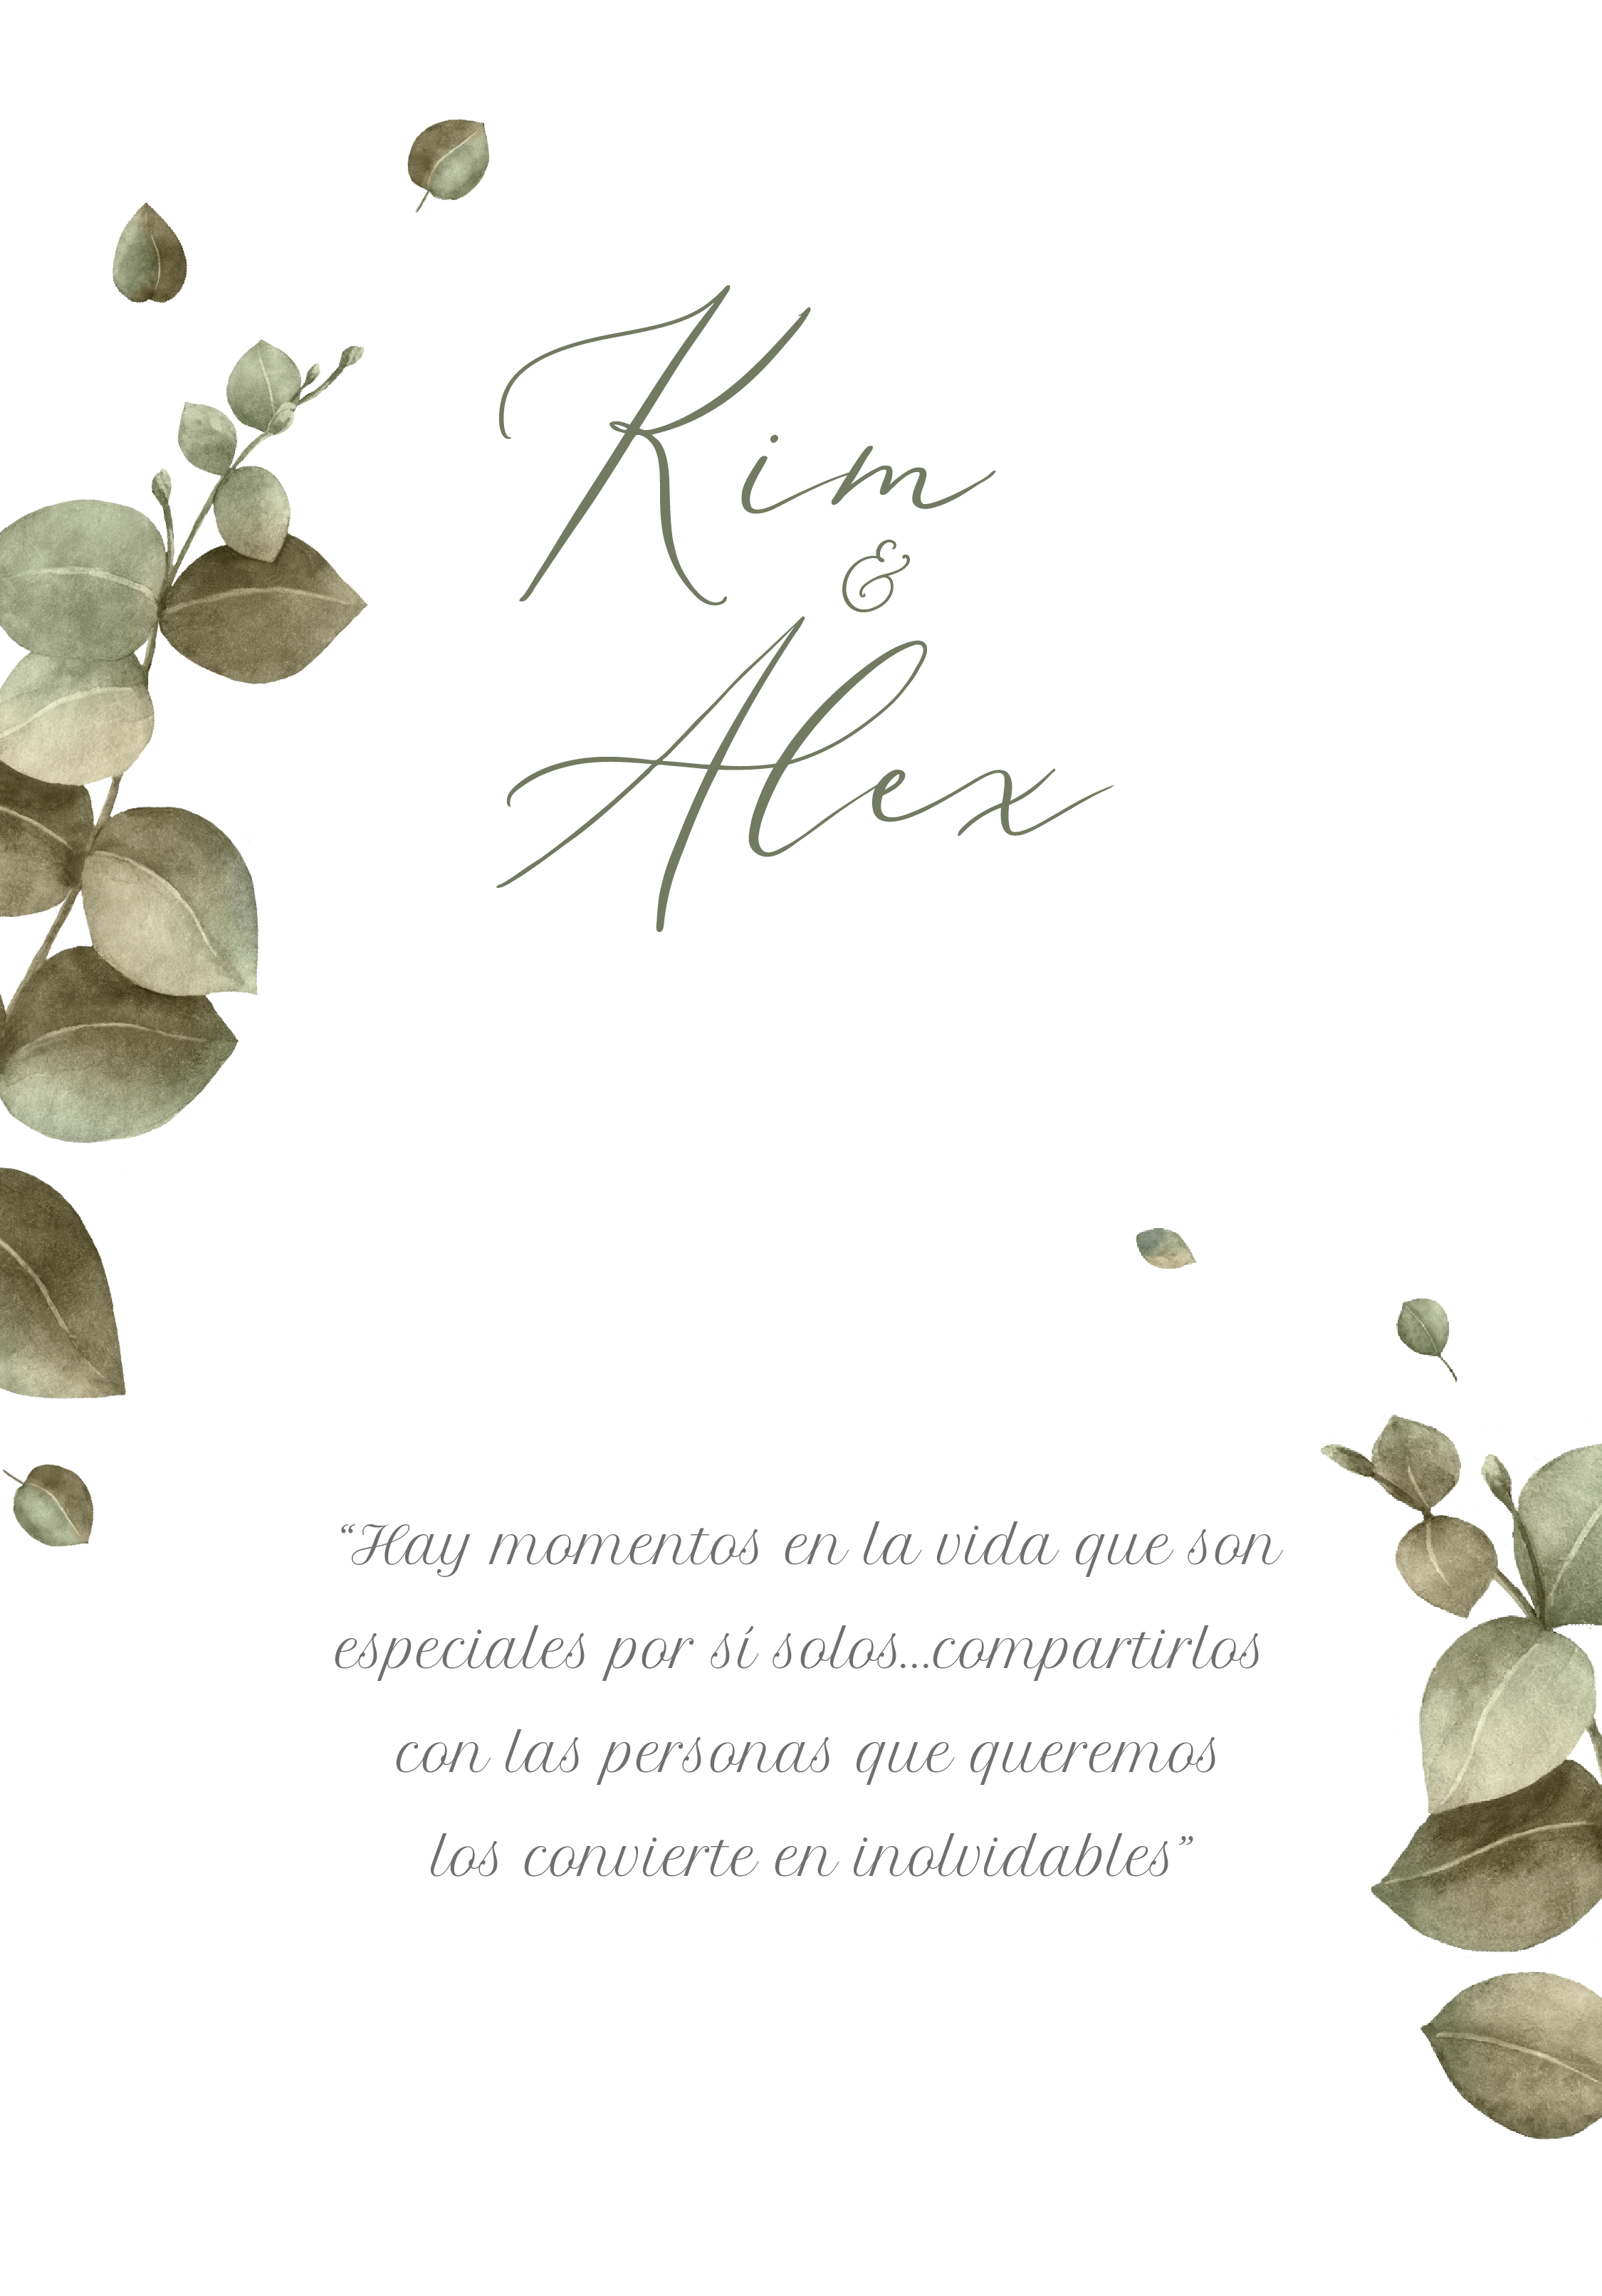 Kim
&
Alex
“Hay momentos en la vida que son
especiales por sí solos...compartirlos
con las personas que queremos
los convierte en inolvidables”